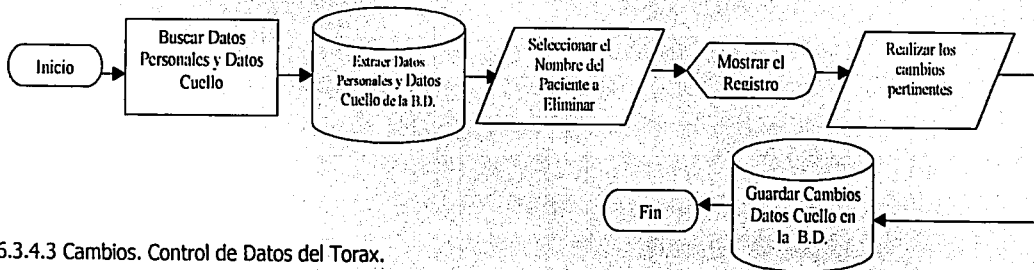 Inicio
Buscar Datos
Personales y Datos
Cuello
Extraer Datos
Personales y Datos
Cuello de la B.D.
Seleccionar el
Nombre del
Paciente a
Eliminar
Mostrar el
Registro
Realizar los
cambios
pertinentes
Guardar Cambios
Datos Cuello en
la B.D.
Fin
6.3.4.3 Cambios. Control de Datos del Torax.